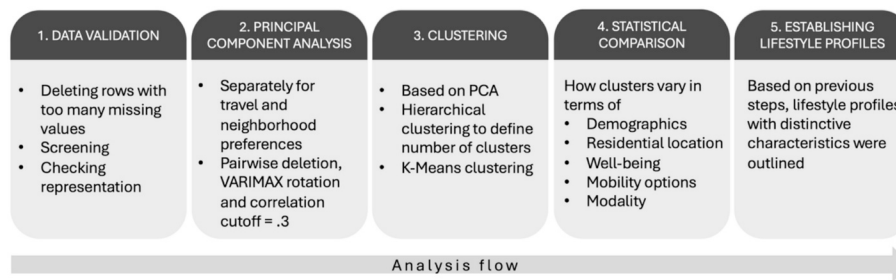 1. DATA VALIDATION
• Deleting rows with
too many missing
values
• Screening
• Checking
representation
2. PRINCIPAL
COMPONENT ANALYSIS
• Separately for
travel and
neighborhood
preferences
• Pairwise deletion,
VARIMAX rotation
and correlation
cutoff = .3
3. CLUSTERING
• Based on PCA
• Hierarchical
clustering to define
number of clusters
• K-Means clustering
4. STATISTICAL
COMPARISON
How clusters vary in
terms of
• Demographics
• Residential location
• Well-being
• Mobility options
• Modality
5. ESTABLISHING
LIFESTYLE PROFILES
Based on previous
steps, lifestyle profiles
with distinctive
characteristics were
outlined
Analysis flow